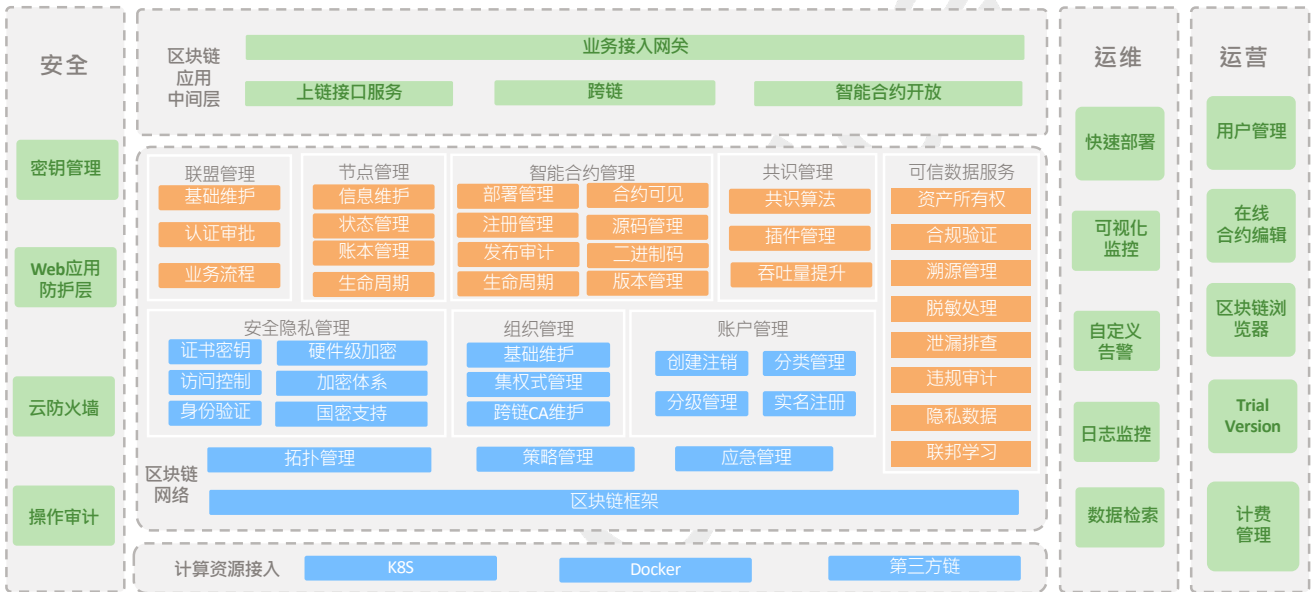 安全
密钥管理
Web应用
防护层
云防火墙
操作审计
区块链
应用
中间层
业务接入网关
上链接口服务
跨链
智能合约开放
联盟管理
基础维护
认证审批
业务流程
节点管理
信息维护
状态管理
账本管理
生命周期
智能合约管理
部署管理
合约可见
注册管理
源码管理
发布审计
二进制码
生命周期
版本管理
共识管理
共识算法
插件管理
吞吐量提升
可信数据服务
资产所有权
合规验证
溯源管理
脱敏处理
泄漏排查
违规审计
隐私数据
联邦学习
安全隐私管理
证书密钥
硬件级加密
访问控制
加密体系
身份验证
国密支持
组织管理
基础维护
集权式管理
跨链CA维护
账户管理
创建注销
分类管理
分级管理
实名注册
拓扑管理
策略管理
应急管理
区块链
网络
区块链框架
计算资源接入
K8S
Docker
第三方链
运维
快速部署
可视化
监控
自定义
告警
日志监控
数据检索
运营
用户管理
在线
合约编辑
区块链浏
览器
Trial
Version
计费
管理